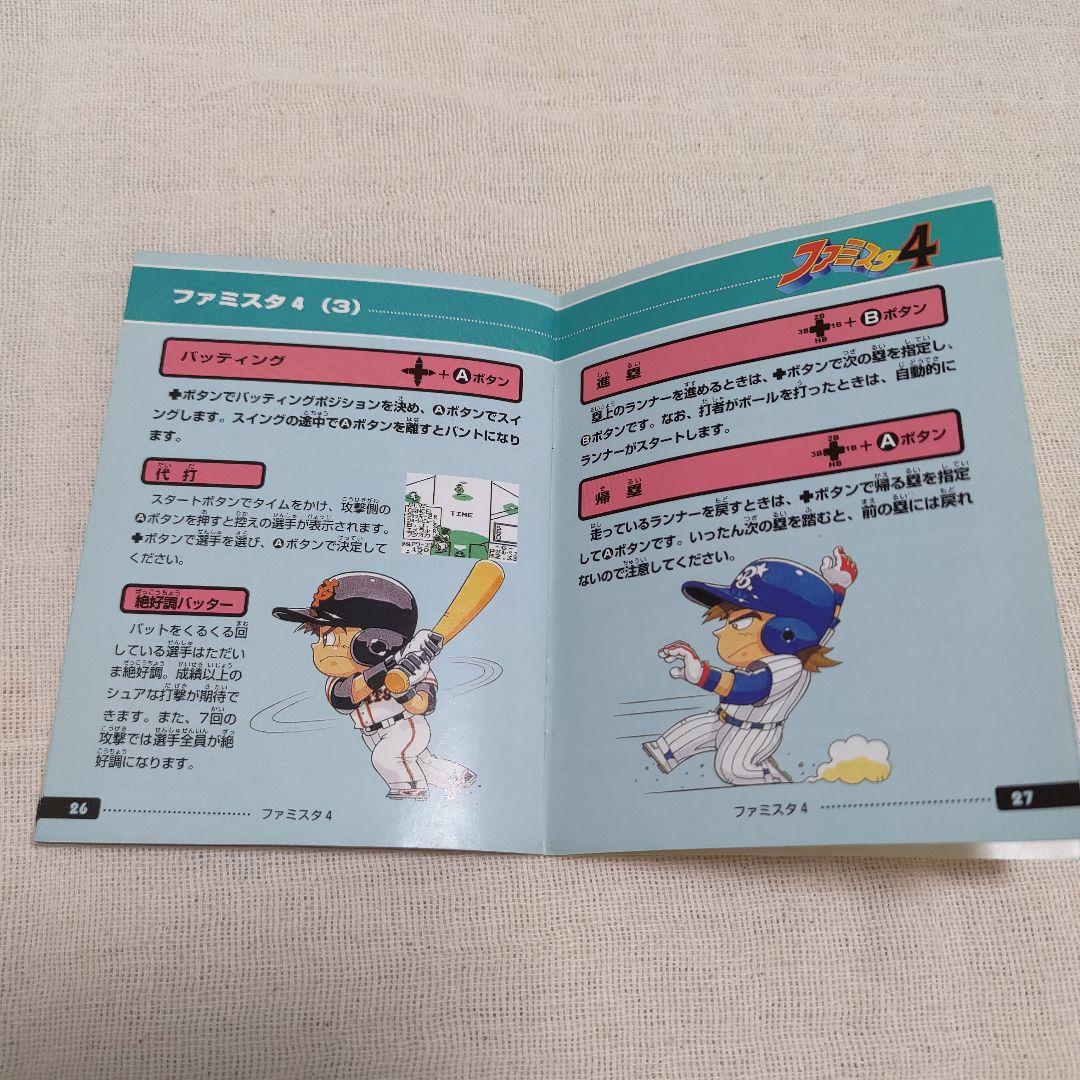 ファミスタ4（3）
バッティング
✚+Ⓐボタン
✚ボタンでバッティングポジションを決め、Ⓐボタンでスイ
ングします。スイングの途中でⒶボタンを離すとバントになり
ます。
代打
スタートボタンでタイムをかけ、攻撃側の
Ⓐボタンを押すと控えの選手が表示されます。
✚ボタンで選手を選び、Ⓐボタンで決定して
ください。
TIME
絶好調バッター
バットをくるくる回
している選手はただい
ま絶好調。成績以上の
シュアな打撃が期待で
きます。また、7回の
攻撃では選手全員が絶
好調になります。
26
ファミスタ4
ファミスタ4
進塁
2B
3B✚1B+Ⓑボタン
HB
塁上のランナーを進めるときは、✚ボタンで次の塁を指定し、
Ⓑボタンです。なお、打者がボールを打ったときは、自動的に
ランナーがスタートします。
帰塁
2B
3B✚1B+Ⓐボタン
HB
走っているランナーを戻すときは、✚ボタンで帰る塁を指定
してⒶボタンです。いったん次の塁を踏むと、前の塁には戻れ
ないので注意してください。
B
ファミスタ4
27